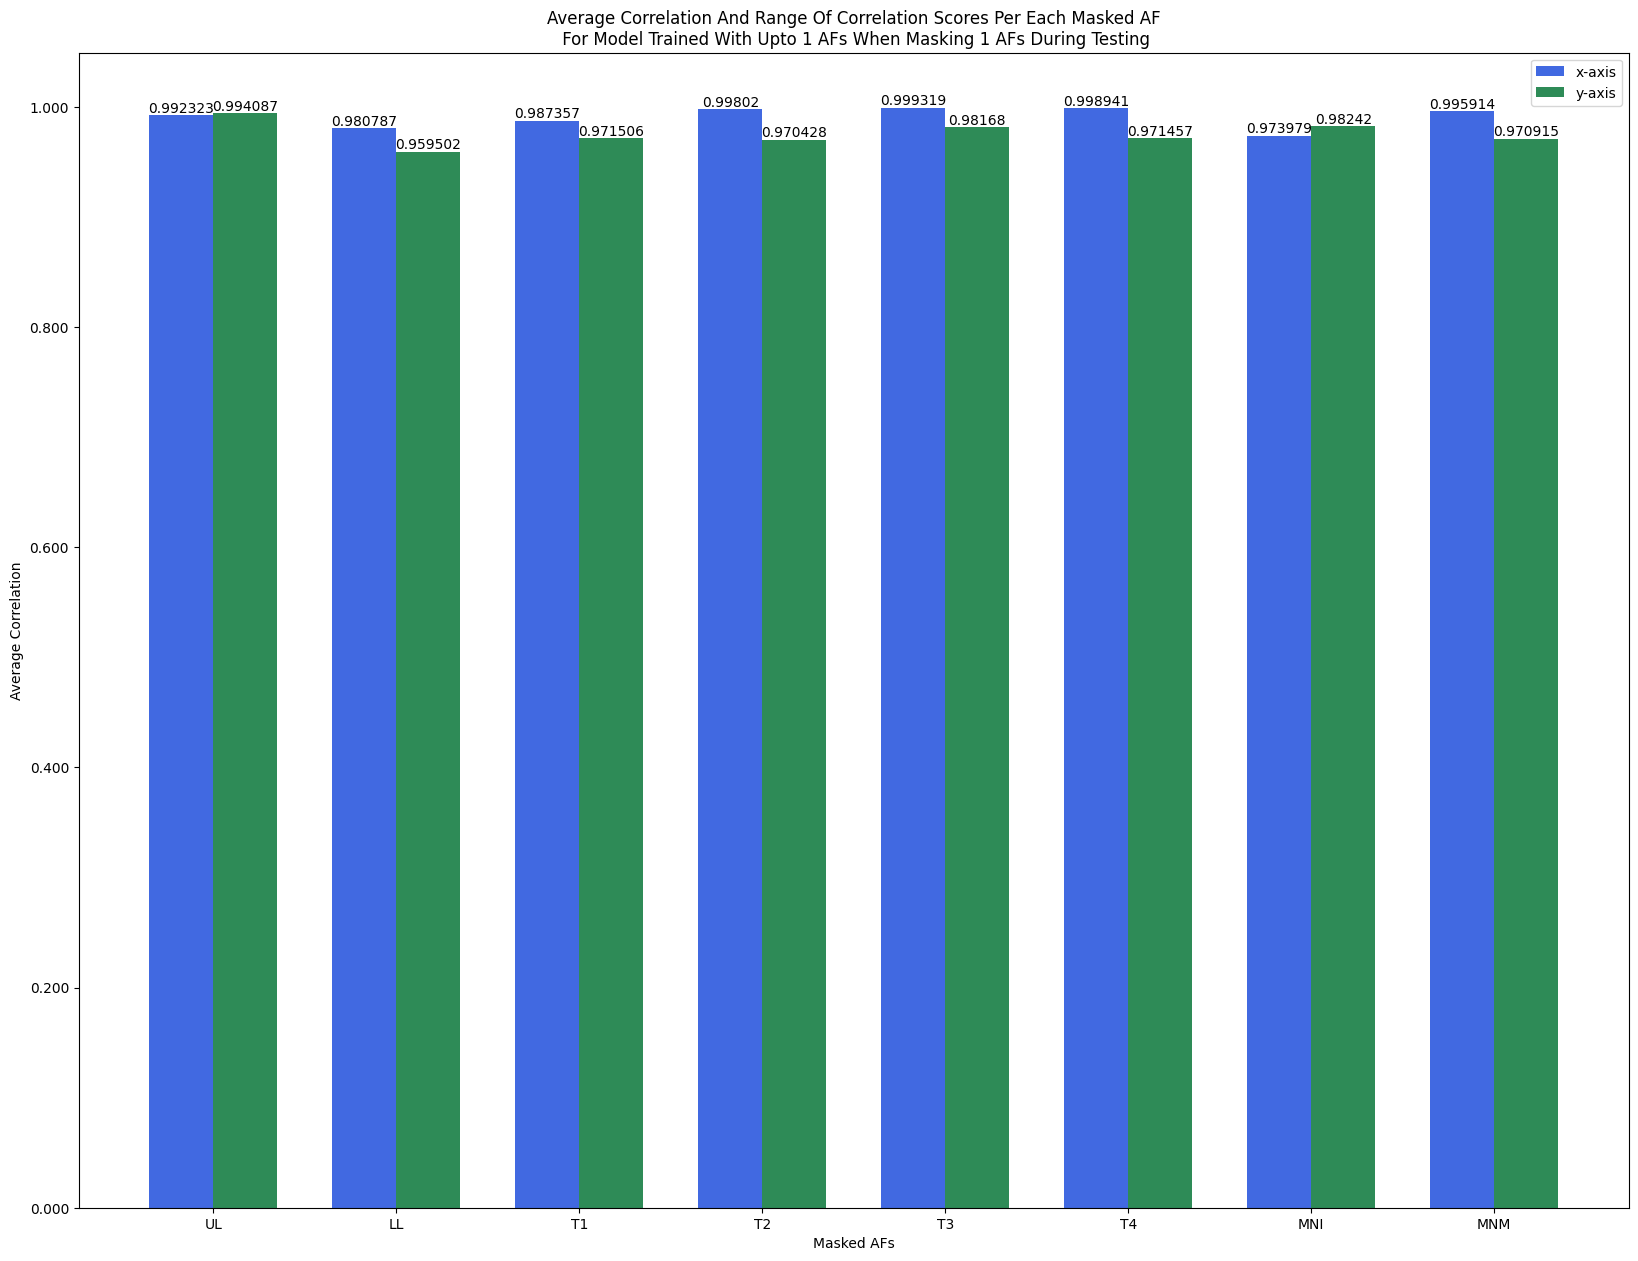 Average Correlation And Range Of Correlation Scores Per Each Masked AF
For Model Trained With Upto 1 AFs When Masking 1 AFs During Testing
x-axis
y-axis
1.000
0.800
0.600
0.400
0.200
0.000
Average Correlation
0.992323
0.994087
0.980787
0.959502
0.987357
0.971506
0.99802
0.970428
0.999319
0.98168
0.998941
0.971457
0.973979
0.98242
0.995914
0.970915
UL
LL
T1
T2
T3
T4
MNI
MNM
Masked AFs